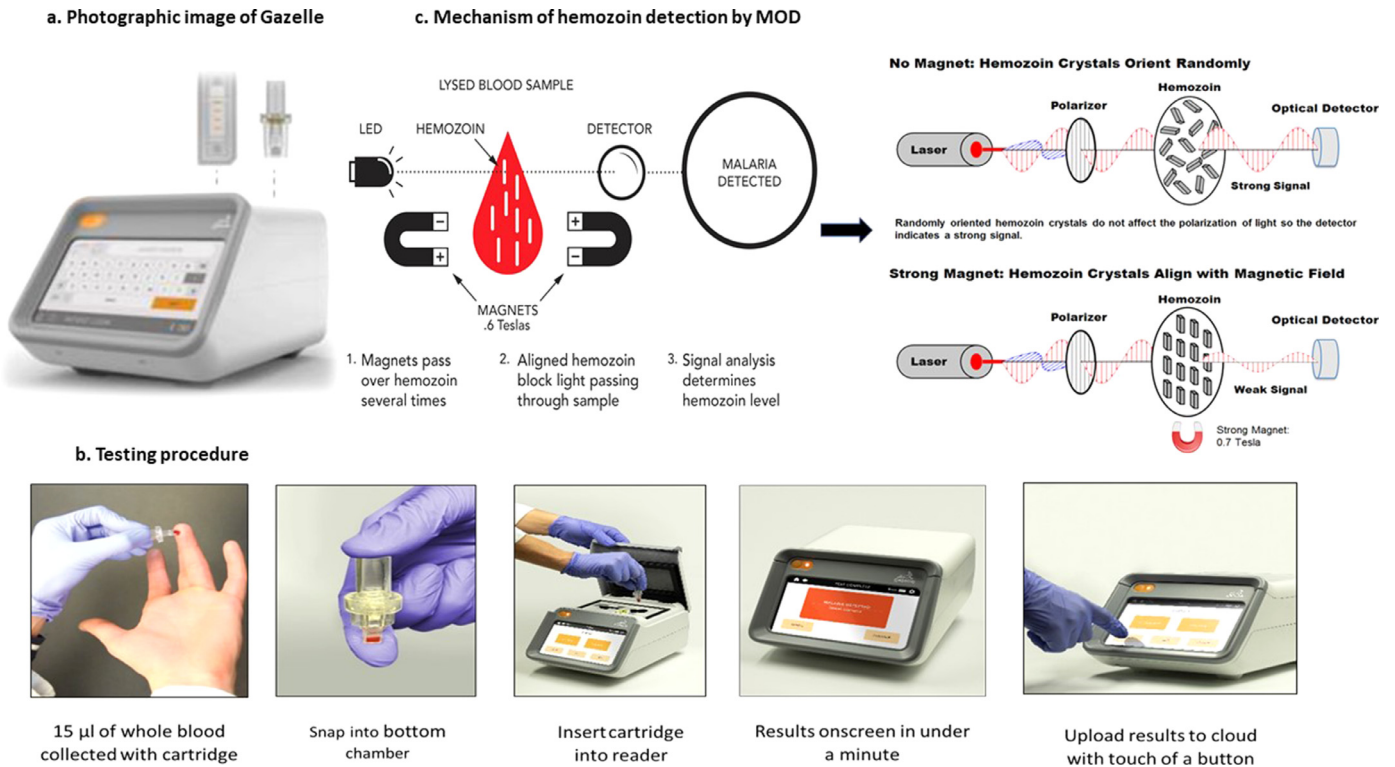 a. Photographic image of Gazelle
c. Mechanism of hemozoin detection by MOD
LYSED BLOOD SAMPLE
LED
HEMOZOIN
DETECTOR
MALARIA
DETECTED
−
+
+
−
MAGNETS
.6 Teslas
1. Magnets pass
over hemozoin
several times
2. Aligned hemozoin
block light passing
through sample
3. Signal analysis
determines
hemozoin level
No Magnet: Hemozoin Crystals Orient Randomly
Hemozoin
Polarizer
Optical Detector
Laser
Strong Signal
Randomly oriented hemozoin crystals do not affect the polarization of light so the detector
indicates a strong signal.
Strong Magnet: Hemozoin Crystals Align with Magnetic Field
Hemozoin
Polarizer
Optical Detector
Laser
Weak Signal
Strong Magnet:
0.7 Tesla
b. Testing procedure
TEST COMPLETE
MALARIA DETECTED
15 µl of whole blood
collected with cartridge
Snap into bottom
chamber
Insert cartridge
into reader
Results onscreen in under
a minute
Upload results to cloud
with touch of a button